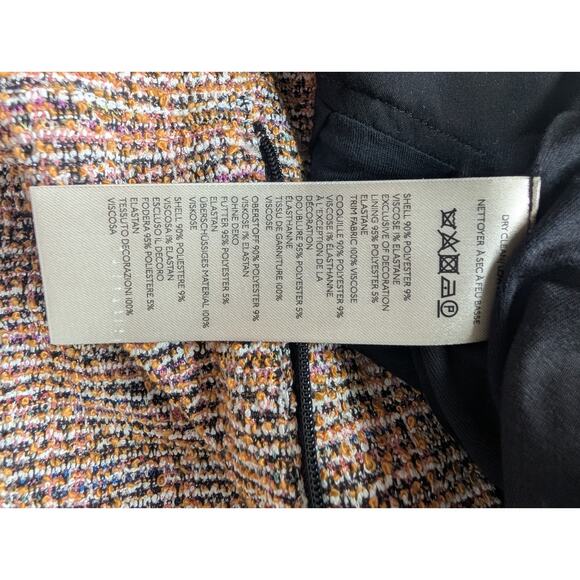 DRY CLEAN
NETTOYER À SEC À FEU BASSE
P
SHELL 90% POLYESTER 9%
VISCOSE 1% ELASTANE
EXCLUSIVE OF DECORATION
LINING 95% POLYESTER 5%
ELASTANE
TRIM FABRIC 100% VISCOSE
COQUILLE 90% POLYESTER 9%
VISCOSE 1% ELASTHANNE
À L'EXCEPTION DE LA
DÉCORATION
DOUBLURE 95% POLYESTER 5%
ÉLASTHANNE
TISSU DE GARNITURE 100%
VISCOSE
OBERSTOFF 90% POLYESTER 9%
VISKOSE 1% ELASTAN
OHNE DEKO
FUTTER 95% POLYESTER 5%
ELASTAN
ÜBERSCHÜSSIGES MATERIAL 100%
VISKOSE
SHELL 90% POLIESTERE 9%
VISCOSA 1% ELASTAN
ESCLUSO IL DECORO
FODERA 95% POLIESTERE 5%
ELASTAN
TESSUTO DECORAZIONI 100%
VISCOSA